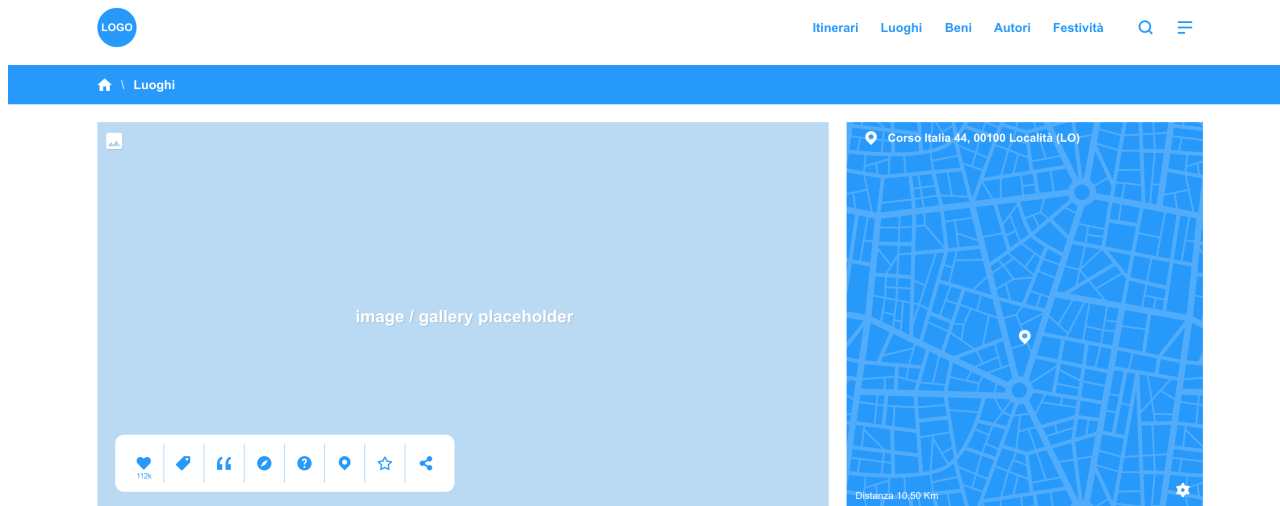 LOGO
Itinerari Luoghi Beni Autori Festività
\ Luoghi
image / gallery placeholder
112k
Corso Italia 44, 00100 Località (LO)
Distanza 10,50 Km